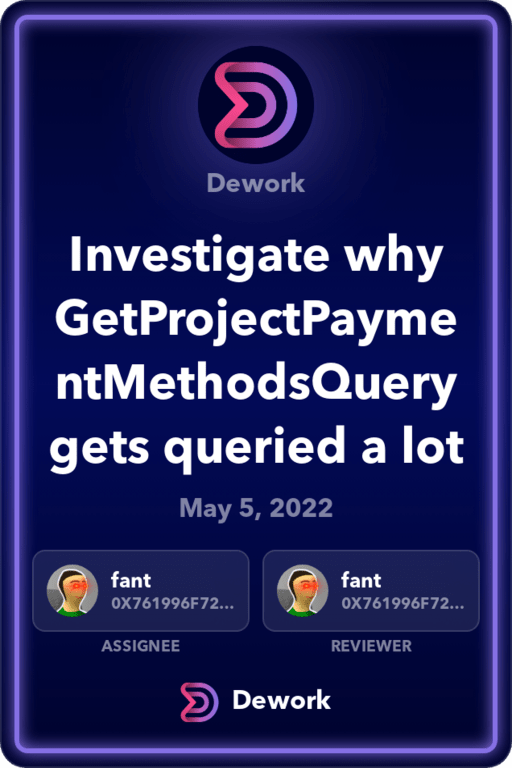 Dework
Investigate why
GetProjectPayme
ntMethodsQuery
gets queried a lot
May 5, 2022
fant
0X761996F72...
ASSIGNEE
fant
0X761996F72...
REVIEWER
Dework